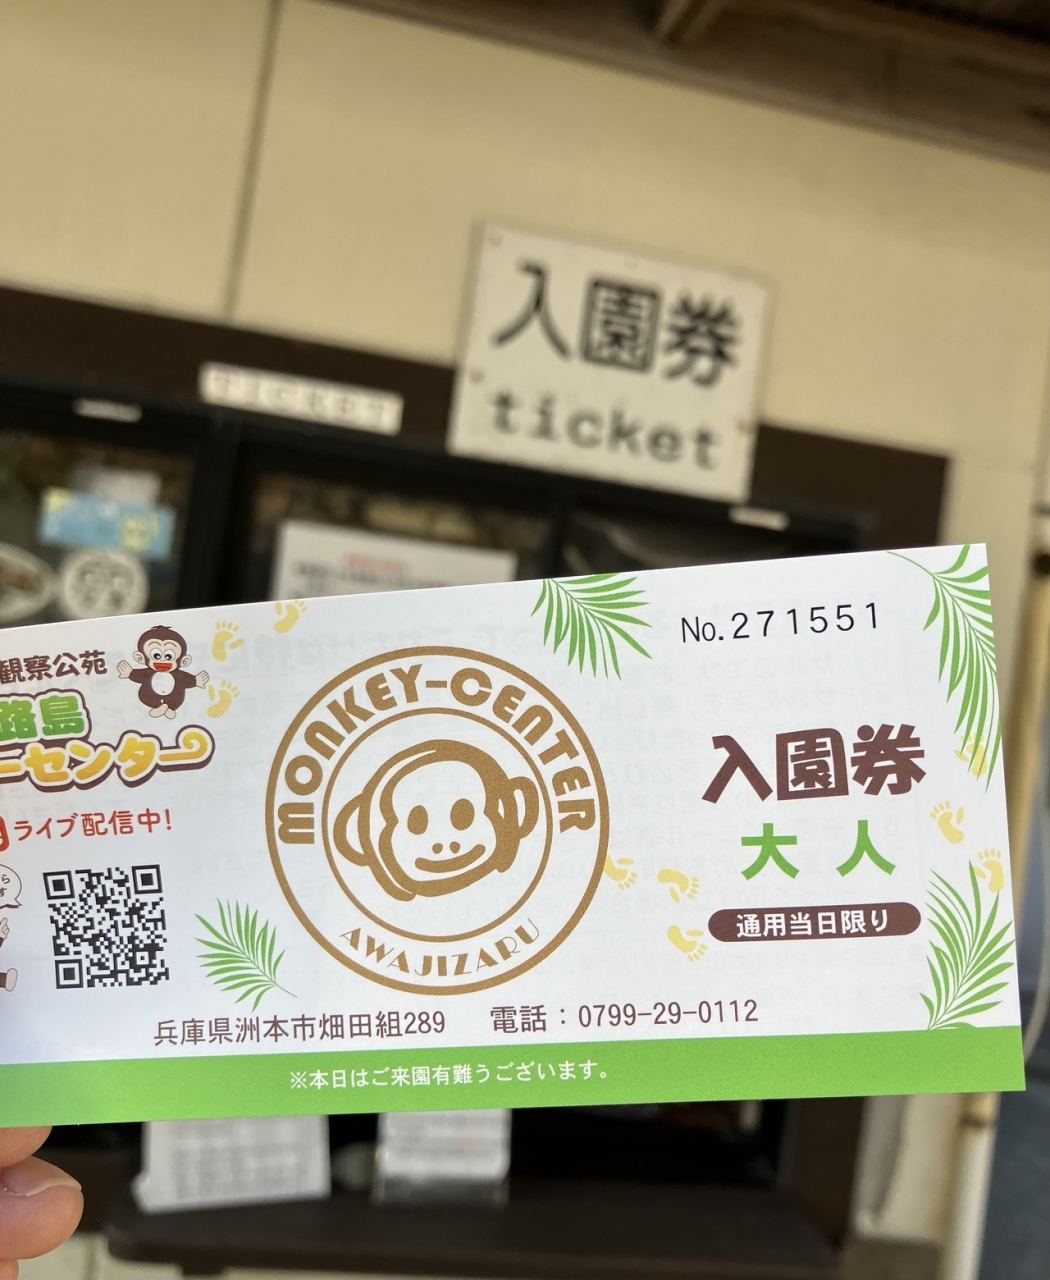 入園券
ticket
TICKET
No.271551
観察公苑
路島
ーセンター
ライブ配信中!
MONKEY-CENTER
AWAJIZARU
入園券
大人
通用当日限り
兵庫県洲本市畑田組289 電話:0799-29-0112
※本日はご来園有難うございます。